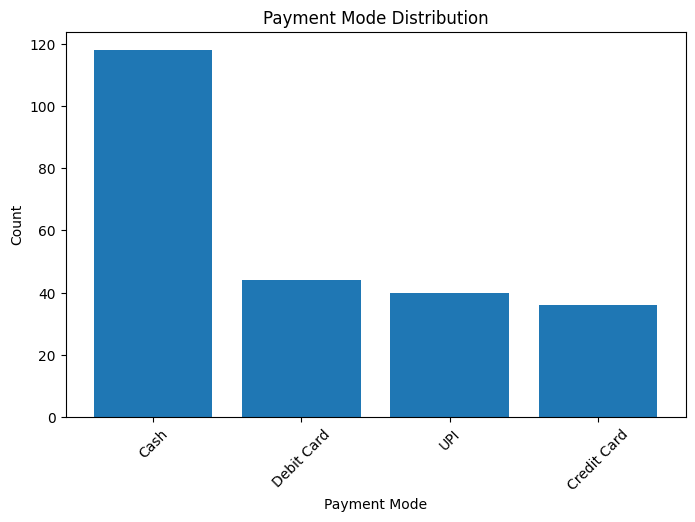 Payment Mode Distribution
120
100
80
60
40
20
0
Count
Cash
Debit Card
UPI
Credit Card
Payment Mode